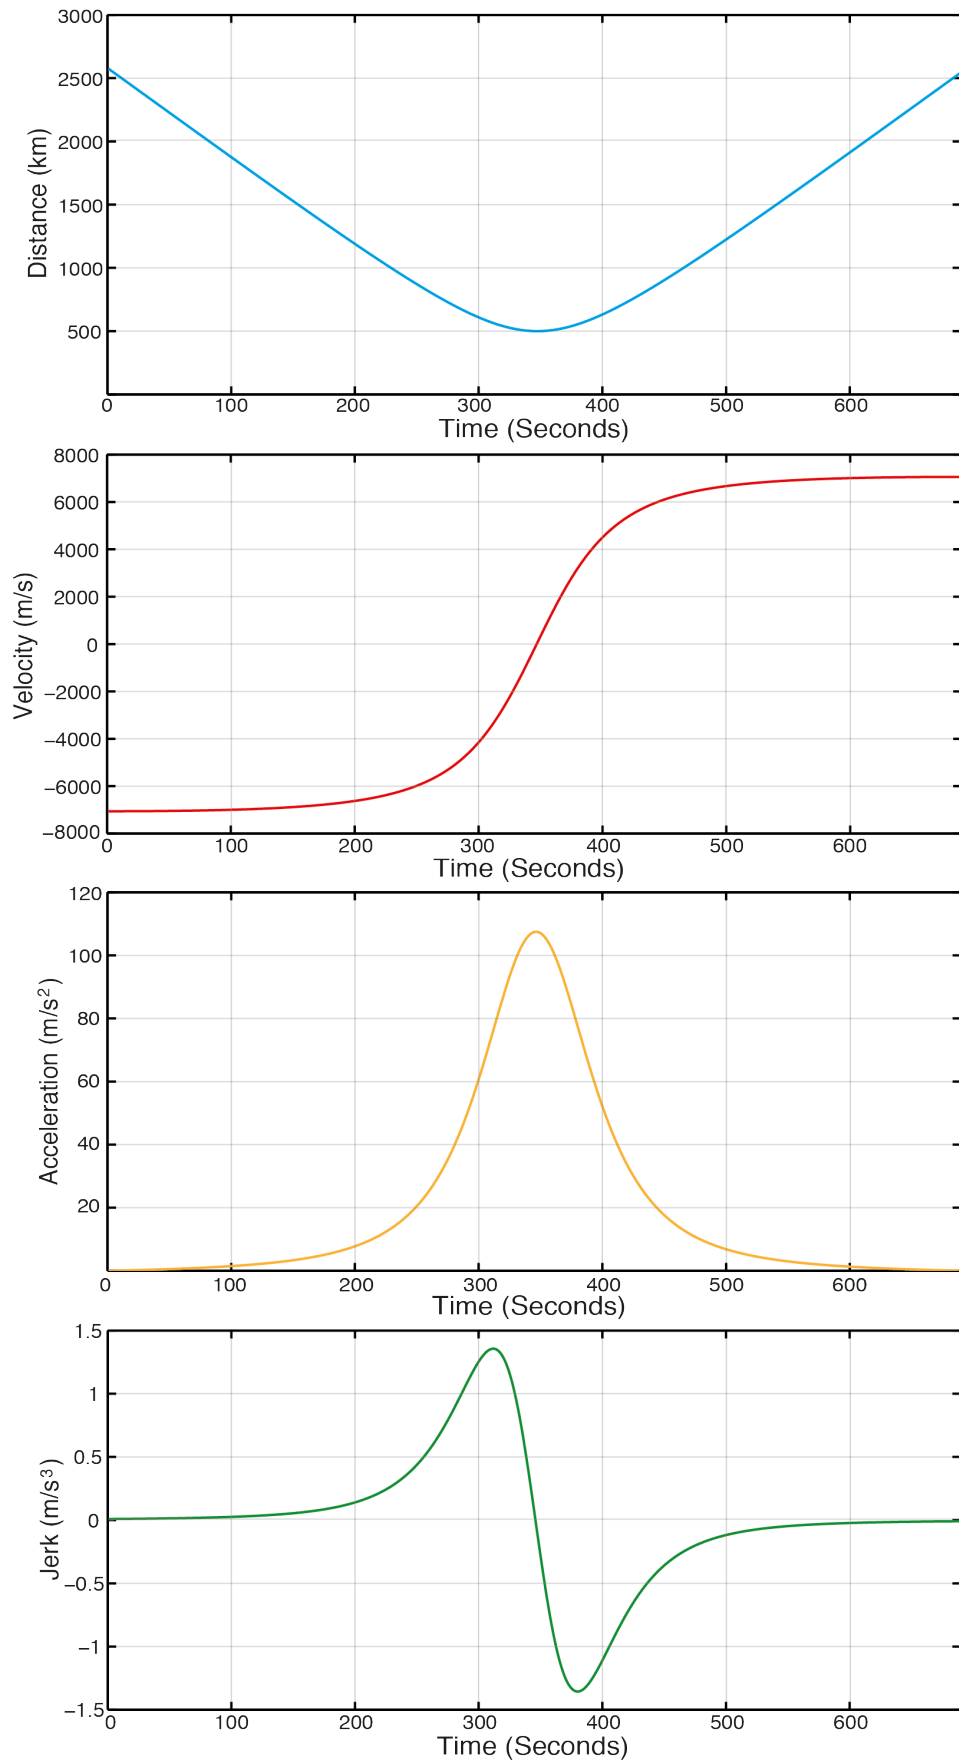 3000
2500
2000
1500
1000
500
Distance (km)
0 100 200 300 400 500 600
Time (Seconds)
8000
6000
4000
2000
0
−2000
−4000
−6000
−8000
Velocity (m/s)
0 100 200 300 400 500 600
Time (Seconds)
120
100
80
60
40
20
Acceleration (m/s²)
0 100 200 300 400 500 600
Time (Seconds)
1.5
1
0.5
0
−0.5
−1
−1.5
Jerk (m/s³)
0 100 200 300 400 500 600
Time (Seconds)